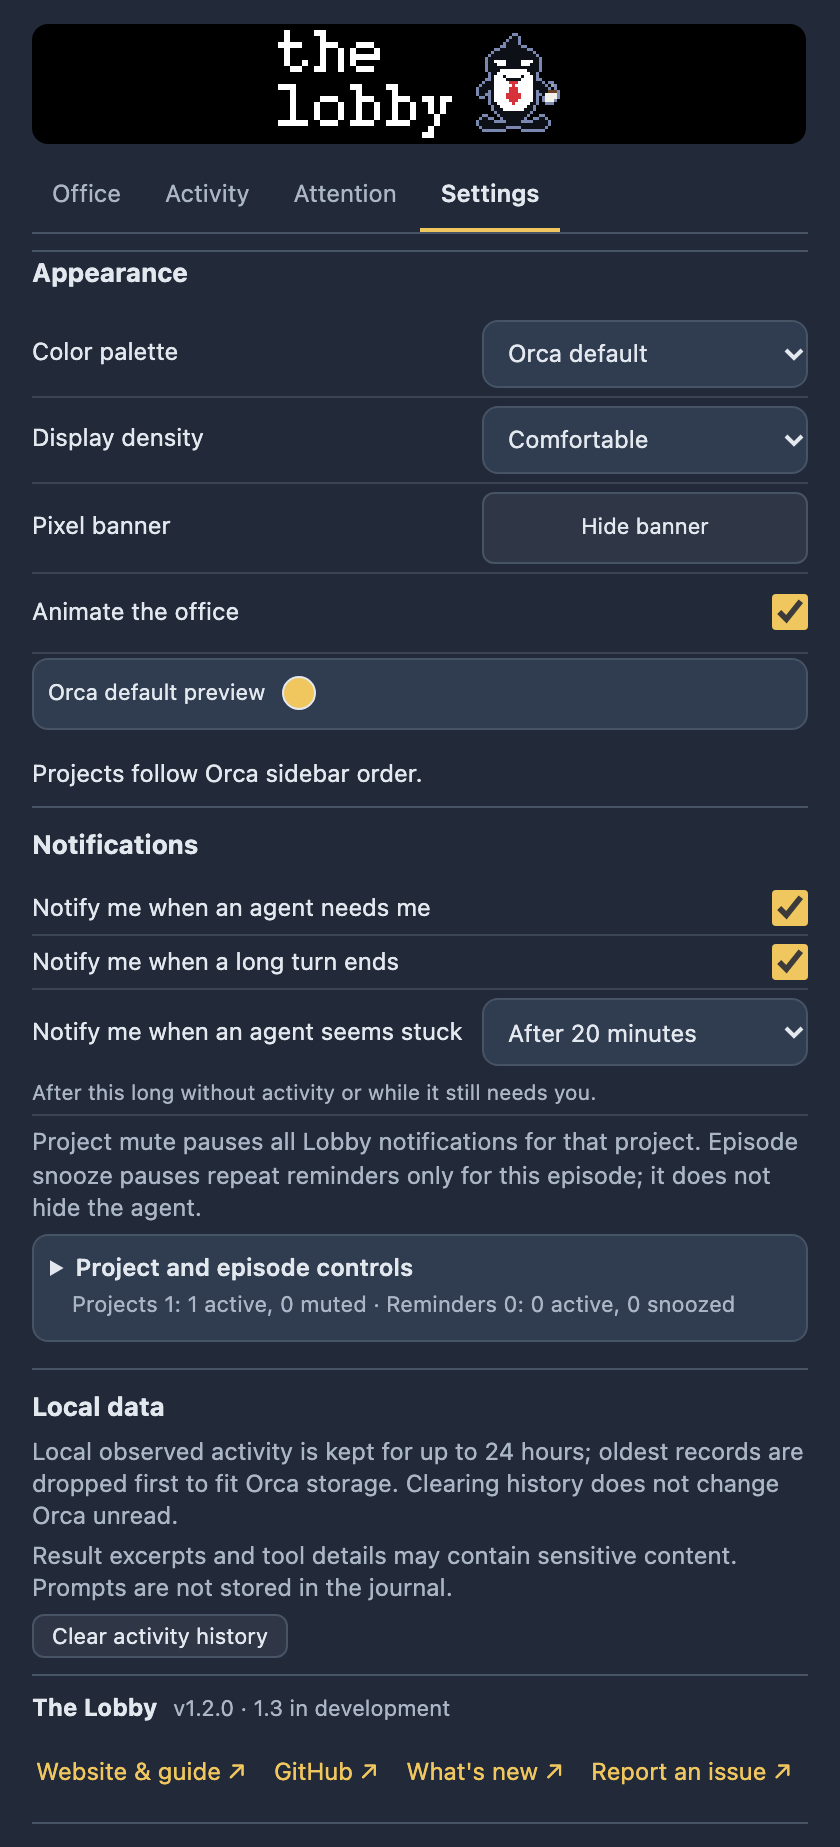 the
lobby
Office Activity Attention Settings
Appearance
Color palette Orca default
Display density Comfortable
Pixel banner Hide banner
Animate the office
Orca default preview
Projects follow Orca sidebar order.
Notifications
Notify me when an agent needs me
Notify me when a long turn ends
Notify me when an agent seems stuck After 20 minutes
After this long without activity or while it still needs you.
Project mute pauses all Lobby notifications for that project. Episode
snooze pauses repeat reminders only for this episode; it does not
hide the agent.
▶ Project and episode controls
Projects 1: 1 active, 0 muted · Reminders 0: 0 active, 0 snoozed
Local data
Local observed activity is kept for up to 24 hours; oldest records are
dropped first to fit Orca storage. Clearing history does not change
Orca unread.
Result excerpts and tool details may contain sensitive content.
Prompts are not stored in the journal.
Clear activity history
The Lobby v1.2.0 · 1.3 in development
Website & guide ↗ GitHub ↗ What's new ↗ Report an issue ↗